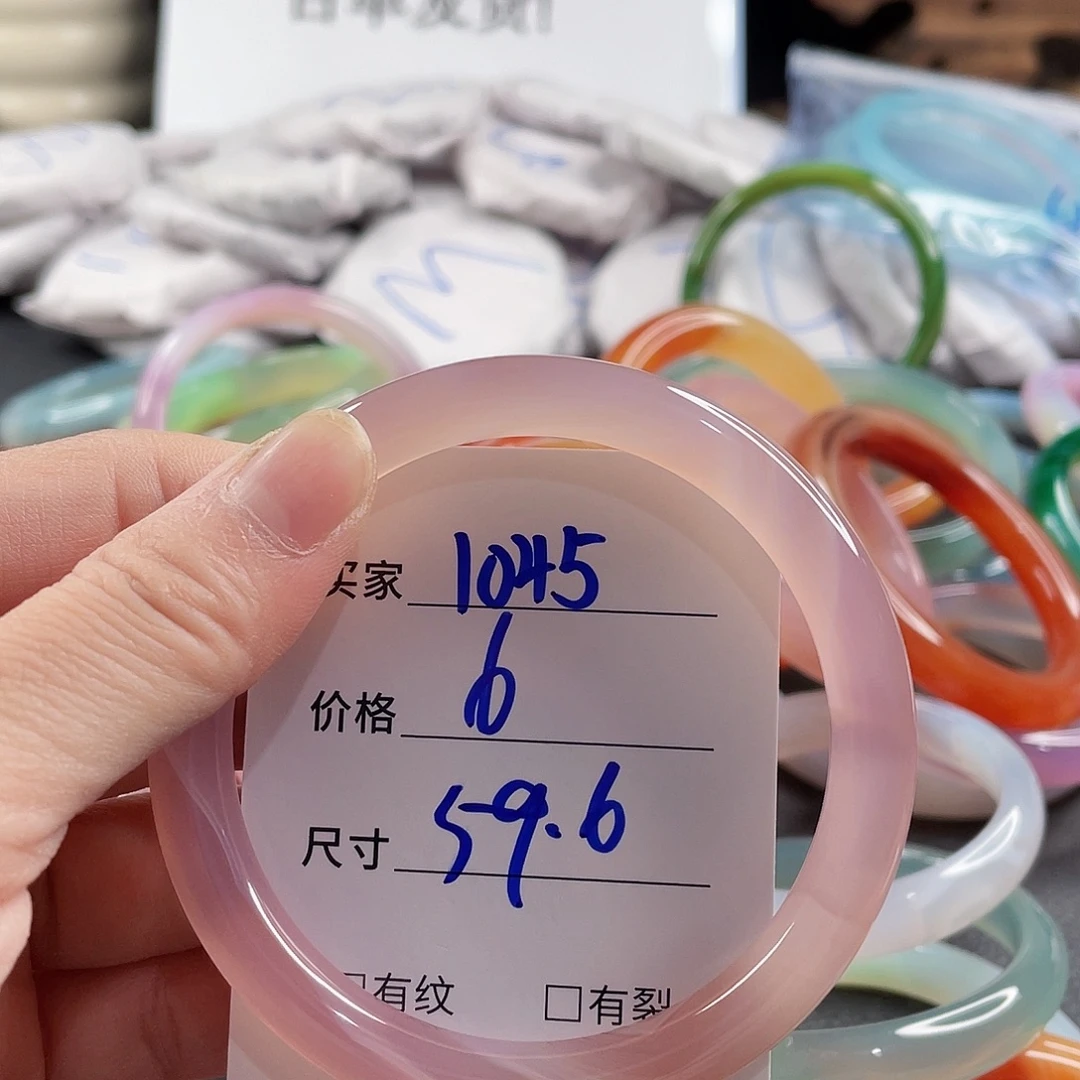 买家 1045
价格 6
尺寸 59.6
□有纹 □有裂